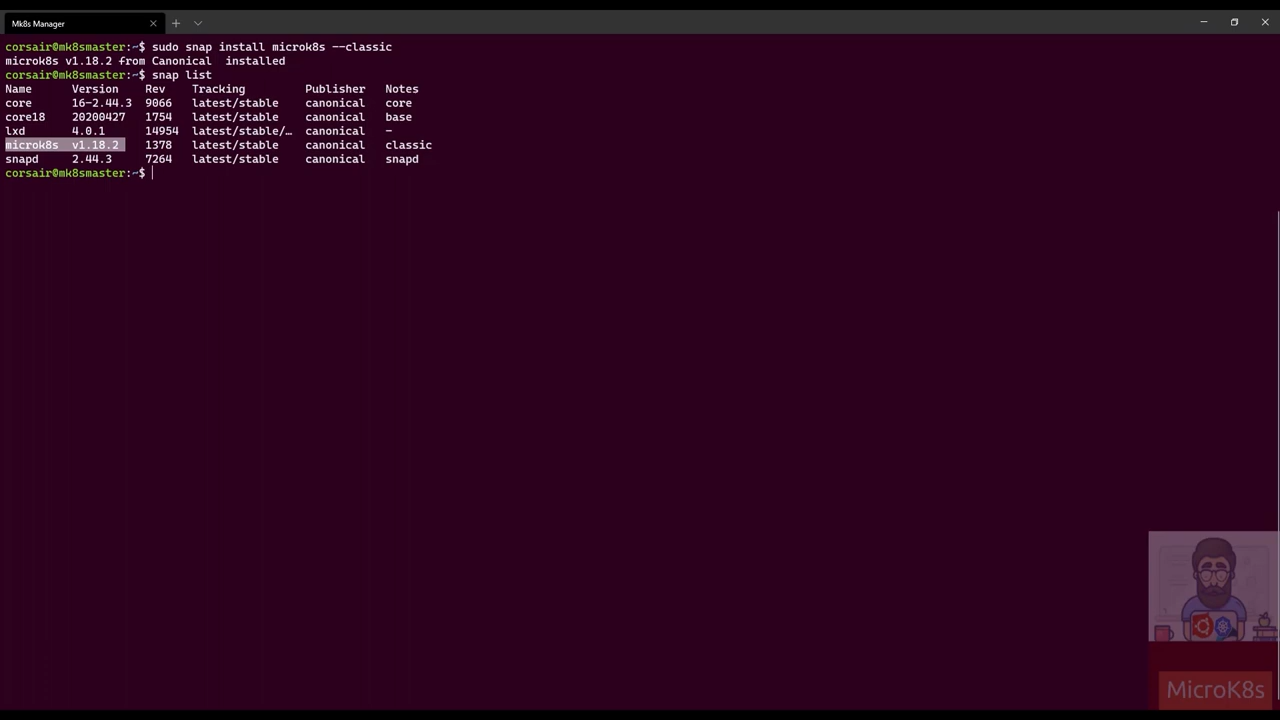 Mk8s Manager
corsair@mk8smaster:~$ sudo snap install microk8s --classic
microk8s v1.18.2 from Canonical  installed
corsair@mk8smaster:~$ snap list
Name      Version    Rev    Tracking         Publisher   Notes
core      16-2.44.3  9066   latest/stable    canonical   core
core18    20200427   1754   latest/stable    canonical   base
lxd       4.0.1      14954  latest/stable/…  canonical   -
microk8s  v1.18.2    1378   latest/stable    canonical   classic
snapd     2.44.3     7264   latest/stable    canonical   snapd
corsair@mk8smaster:~$
MicroK8s